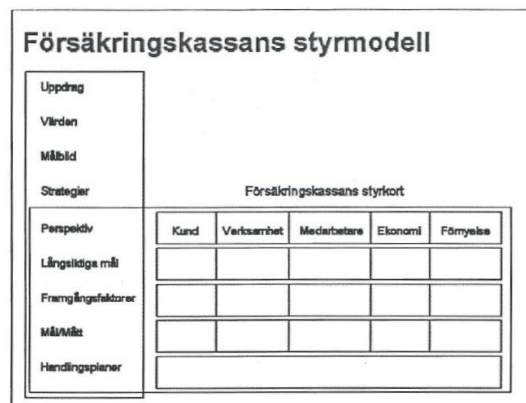 Försäkringskassans styrmodell
Uppdrag
Värden
Målbild
Strategier
Försäkringskassans styrkort
Perspektiv Kund Verksamhet Medarbetare Ekonomi Förnyelse
Långsiktiga mål
Framgångsfaktorer
Mål/Mått
Handlingsplaner